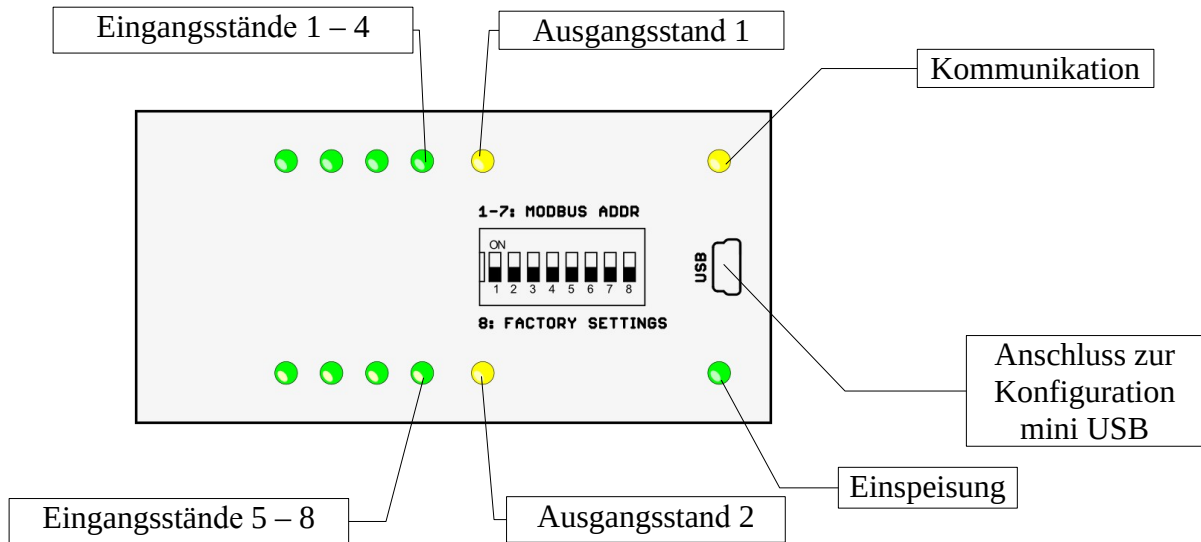 Eingangsstände 1 – 4
Ausgangsstand 1
Kommunikation
1-7: MODBUS ADDR
ON
1 2 3 4 5 6 7 8
USB
8: FACTORY SETTINGS
Anschluss zur
Konfiguration
mini USB
Einspeisung
Eingangsstände 5 – 8
Ausgangsstand 2